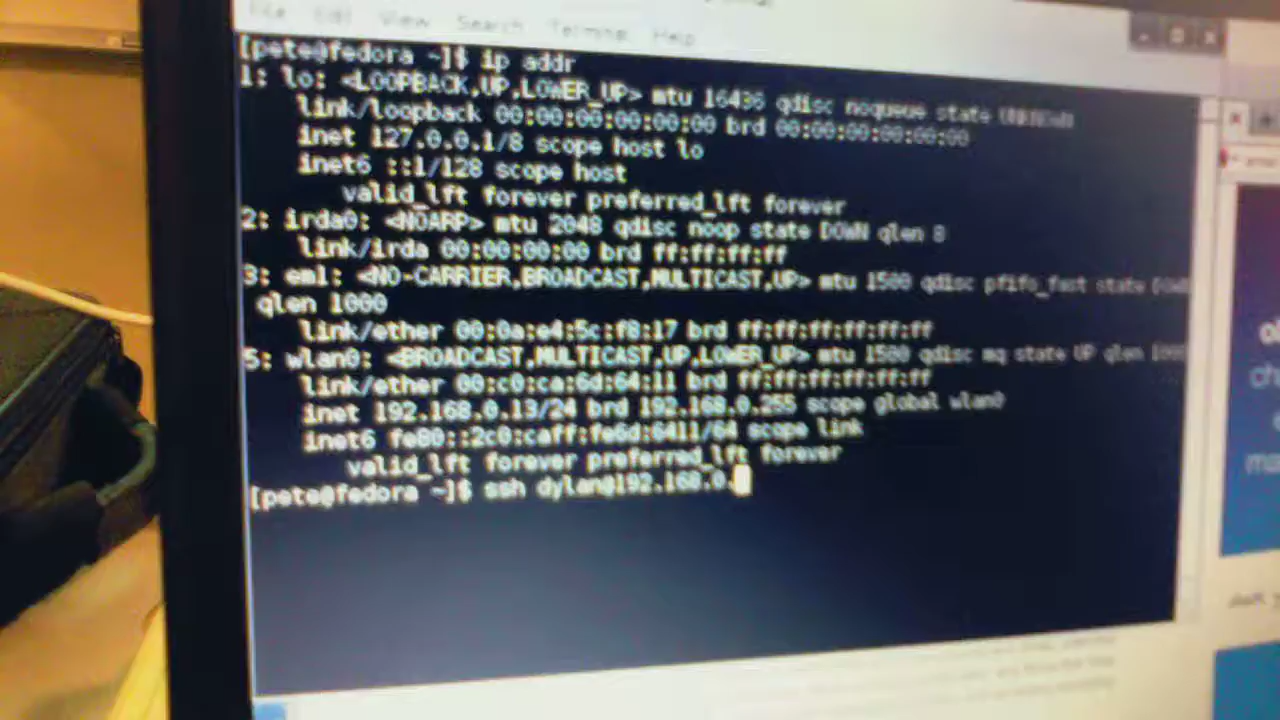 File Edit View Search Terminal Help
[pete@fedora ~]$ ip addr
1: lo: <LOOPBACK,UP,LOWER_UP> mtu 16436 qdisc noqueue state
link/loopback 00:00:00:00:00:00 brd 00:00:00:00:00:00
inet 127.0.0.1/8 scope host lo
inet6 ::1/128 scope host
valid_lft forever preferred_lft forever
2: irda0: <NOARP> mtu 2048 qdisc noop state DOWN qlen 8
link/irda 00:00:00:00 brd ff:ff:ff:ff
3: em1: <NO-CARRIER,BROADCAST,MULTICAST,UP> mtu 1500 qdisc pfifo_fast state
qlen 1000
link/ether 00:0a:e4:5c:f8:17 brd ff:ff:ff:ff:ff:ff
5: wlan0: <BROADCAST,MULTICAST,UP,LOWER_UP> mtu 1500 qdisc mq state UP qlen 1000
link/ether 00:c0:ca:6d:64:11 brd ff:ff:ff:ff:ff:ff
inet 192.168.0.13/24 brd 192.168.0.255 scope global wlan0
inet6 fe80::2c0:caff:fe6d:6411/64 scope link
valid_lft forever preferred_lft forever
[pete@fedora ~]$ ssh dylan@192.168.0.